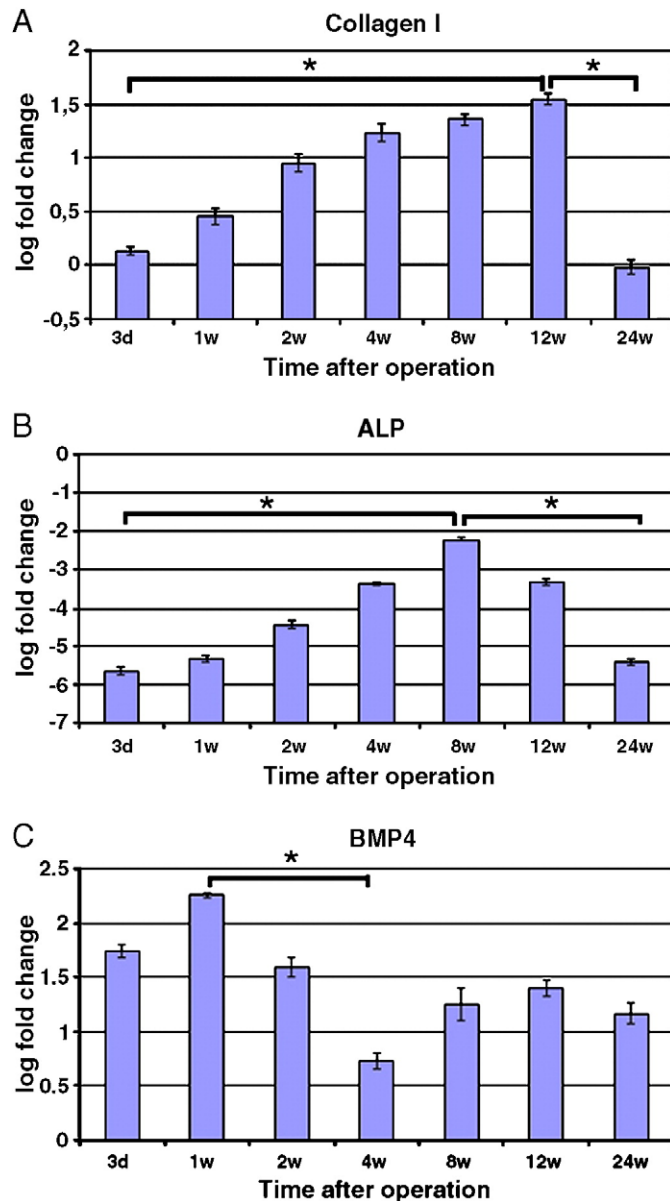 A
Collagen I
log fold change
2
1,5
1
0,5
0
-0,5
*
*
3d 1w 2w 4w 8w 12w 24w
Time after operation
B
ALP
log fold change
0
-1
-2
-3
-4
-5
-6
-7
*
*
3d 1w 2w 4w 8w 12w 24w
Time after operation
C
BMP4
log fold change
2.5
2
1.5
1
0.5
0
*
3d 1w 2w 4w 8w 12w 24w
Time after operation